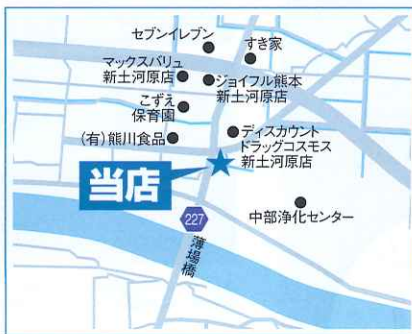 セブンイレブン
すき家
マックスバリュ
新土河原店
ジョイフル熊本
新土河原店
こずえ
保育園
(有)熊川食品
ディスカウント
ドラッグコスモス
新土河原店
当店
中部浄化センター
227
薄場橋